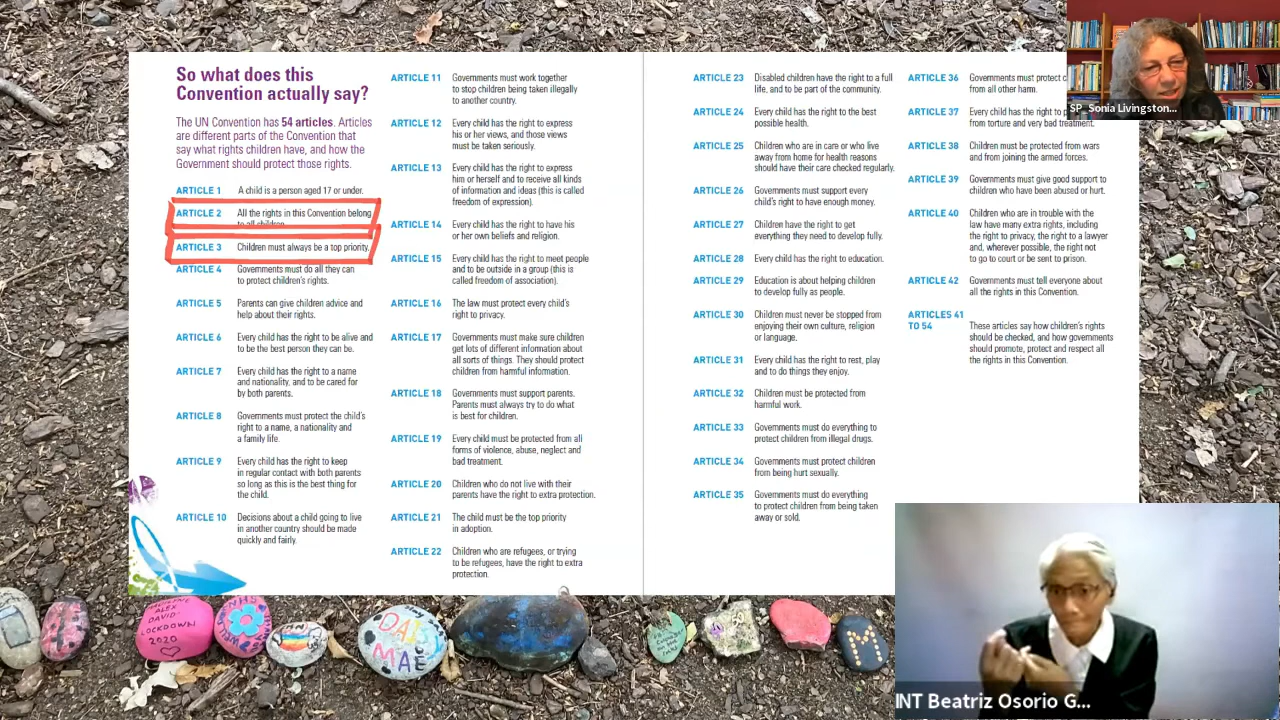 So what does this
Convention actually say?
The UN Convention has 54 articles. Articles
are different parts of the Convention that
say what rights children have, and how the
Government should protect those rights.
ARTICLE 1 A child is a person aged 17 or under.
ARTICLE 2 All the rights in this Convention belong
to all children.
ARTICLE 3 Children must always be a top priority.
ARTICLE 4 Governments must do all they can
to protect children's rights.
ARTICLE 5 Parents can give children advice and
help about their rights.
ARTICLE 6 Every child has the right to be alive and
to be the best person they can be.
ARTICLE 7 Every child has the right to a name
and nationality, and to be cared for
by both parents.
ARTICLE 8 Governments must protect the child's
right to a name, a nationality and
a family life.
ARTICLE 9 Every child has the right to keep
in regular contact with both parents
so long as this is the best thing for
the child.
ARTICLE 10 Decisions about a child going to live
in another country should be made
quickly and fairly.
ARTICLE 11 Governments must work together
to stop children being taken illegally
to another country.
ARTICLE 12 Every child has the right to express
his or her views, and those views
must be taken seriously.
ARTICLE 13 Every child has the right to express
him or herself and to receive all kinds
of information and ideas (this is called
freedom of expression).
ARTICLE 14 Every child has the right to have his
or her own beliefs and religion.
ARTICLE 15 Every child has the right to meet people
and to be outside in a group (this is
called freedom of association).
ARTICLE 16 The law must protect every child's
right to privacy.
ARTICLE 17 Governments must make sure children
get lots of different information about
all sorts of things. They should protect
children from harmful information.
ARTICLE 18 Governments must support parents.
Parents must always try to do what
is best for children.
ARTICLE 19 Every child must be protected from all
forms of violence, abuse, neglect and
bad treatment.
ARTICLE 20 Children who do not live with their
parents have the right to extra protection.
ARTICLE 21 The child must be the top priority
in adoption.
ARTICLE 22 Children who are refugees, or trying
to be refugees, have the right to extra
protection.
ARTICLE 23 Disabled children have the right to a full
life, and to be part of the community.
ARTICLE 24 Every child has the right to the best
possible health.
ARTICLE 25 Children who are in care or who live
away from home for health reasons
should have their care checked regularly.
ARTICLE 26 Governments must support every
child's right to have enough money.
ARTICLE 27 Children have the right to get
everything they need to develop fully.
ARTICLE 28 Every child has the right to education.
ARTICLE 29 Education is about helping children
to develop fully as people.
ARTICLE 30 Children must never be stopped from
enjoying their own culture, religion
or language.
ARTICLE 31 Every child has the right to rest, play
and to do things they enjoy.
ARTICLE 32 Children must be protected from
harmful work.
ARTICLE 33 Governments must do everything to
protect children from illegal drugs.
ARTICLE 34 Governments must protect children
from being hurt sexually.
ARTICLE 35 Governments must do everything
to protect children from being taken
away or sold.
ARTICLE 36 Governments must protect
from all other harm.
ARTICLE 37 Every child has the right to
from torture and very bad treatment.
ARTICLE 38 Children must be protected from wars
and from joining the armed forces.
ARTICLE 39 Governments must give good support to
children who have been abused or hurt.
ARTICLE 40 Children who are in trouble with the
law have many extra rights, including
the right to privacy, the right to a lawyer
and, wherever possible, the right not
to go to court or be sent to prison.
ARTICLE 42 Governments must tell everyone about
all the rights in this Convention.
ARTICLES 41
TO 54 These articles say how children's rights
should be checked, and how governments
should promote, protect and respect all
the rights in this Convention.
SP_Sonia Livingston...
ALEX
DAVID
LOCKDOWN
2020
NHS
MAE
M
INT Beatriz Osorio G...